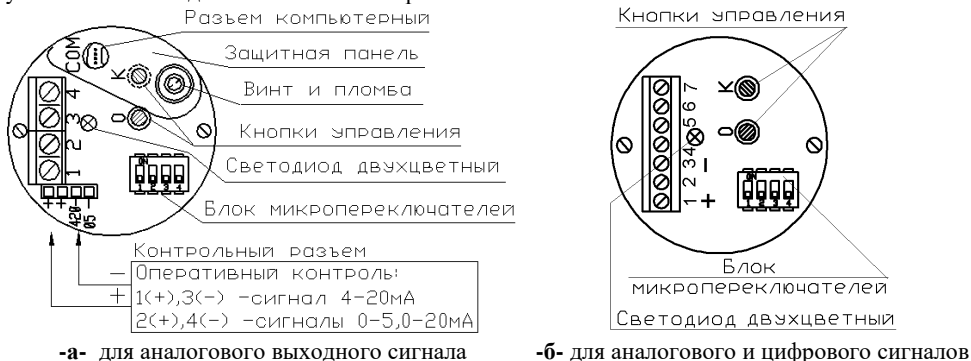 Разъем компьютерный
Защитная панель
Винт и пломба
Кнопки управления
Светодиод двухцветный
Блок микропереключателей
Контрольный разъем
Оперативный контроль:
1(+),3(-) -сигнал 4-20мА
2(+),4(-) -сигналы 0-5,0-20мА
COM
К
0
4
3
2
1
ON
1 2 3 4
+ +
420
05
−
+
-а- для аналогового выходного сигнала
Кнопки управления
К
0
7
6
5
4
3
2
1
−
+
ON
1 2 3 4
Блок
микропереключателей
Светодиод двухцветный
-б- для аналогового и цифрового сигналов